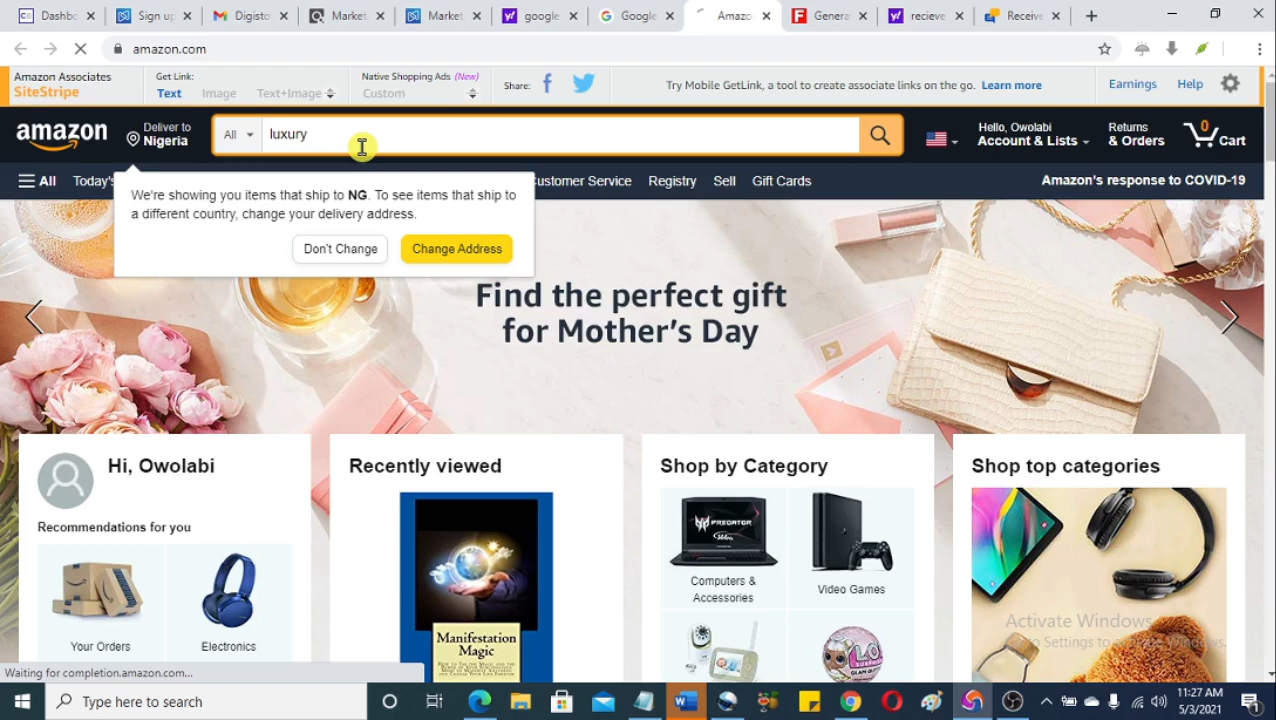 Dashbo
Sign up
Digisto
Market
Market
google
Google
Amazo
Genera
recieve
Receive
amazon.com
Amazon Associates
SiteStripe
Get Link:
Text Image Text+Image
Native Shopping Ads (New)
Custom
Share:
Try Mobile GetLink, a tool to create associate links on the go. Learn more
Earnings
Help
amazon
Deliver to
Nigeria
All
luxury
Hello, Owolabi
Account & Lists
Returns
& Orders
0
Cart
All
Today's
Customer Service
Registry
Sell
Gift Cards
Amazon's response to COVID-19
We're showing you items that ship to NG. To see items that ship to
a different country, change your delivery address.
Don't Change
Change Address
Find the perfect gift
for Mother's Day
Hi, Owolabi
Recommendations for you
Your Orders
Electronics
Recently viewed
Manifestation
Magic
Shop by Category
PREDATOR
Computers &
Accessories
Video Games
Shop top categories
Activate Windows
Go to Settings to activate Windows.
Waiting for completion.amazon.com...
Type here to search
11:27 AM
5/3/2021